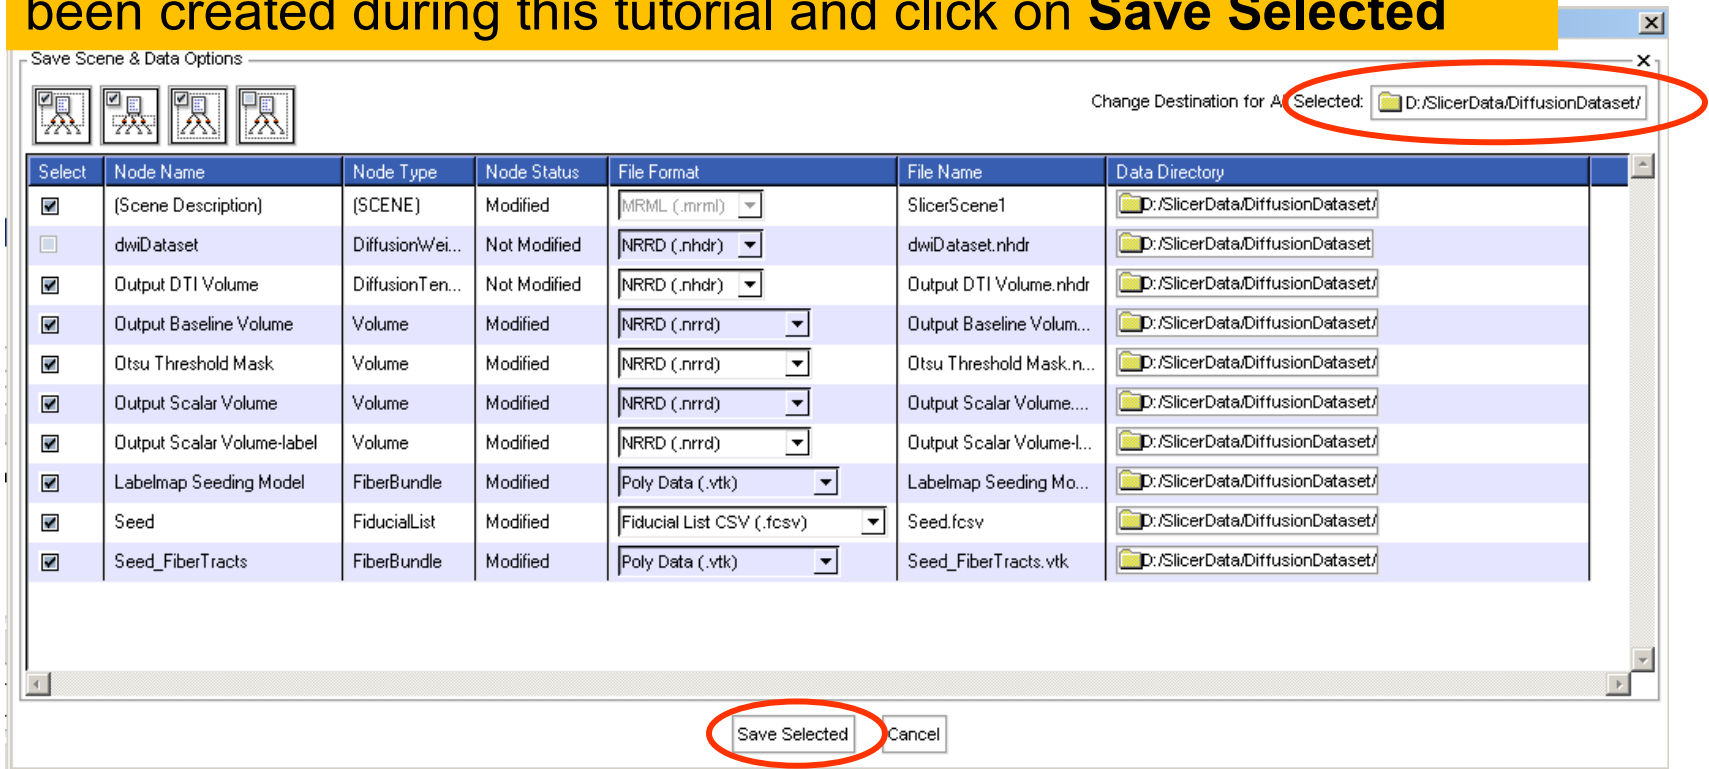 been created during this tutorial and click on Save Selected
Save Scene & Data Options
Change Destination for All Selected: D:/SlicerData/DiffusionDataset/
Select Node Name Node Type Node Status File Format File Name Data Directory
(Scene Description) (SCENE) Modified MRML (.mrml) SlicerScene1 D:/SlicerData/DiffusionDataset/
dwiDataset DiffusionWei... Not Modified NRRD (.nhdr) dwiDataset.nhdr D:/SlicerData/DiffusionDataset
Output DTI Volume DiffusionTen... Not Modified NRRD (.nhdr) Output DTI Volume.nhdr D:/SlicerData/DiffusionDataset/
Output Baseline Volume Volume Modified NRRD (.nrrd) Output Baseline Volum... D:/SlicerData/DiffusionDataset/
Otsu Threshold Mask Volume Modified NRRD (.nrrd) Otsu Threshold Mask.n... D:/SlicerData/DiffusionDataset/
Output Scalar Volume Volume Modified NRRD (.nrrd) Output Scalar Volume.... D:/SlicerData/DiffusionDataset/
Output Scalar Volume-label Volume Modified NRRD (.nrrd) Output Scalar Volume-l... D:/SlicerData/DiffusionDataset/
Labelmap Seeding Model FiberBundle Modified Poly Data (.vtk) Labelmap Seeding Mo... D:/SlicerData/DiffusionDataset/
Seed FiducialList Modified Fiducial List CSV (.fcsv) Seed.fcsv D:/SlicerData/DiffusionDataset/
Seed_FiberTracts FiberBundle Modified Poly Data (.vtk) Seed_FiberTracts.vtk D:/SlicerData/DiffusionDataset/
Save Selected Cancel